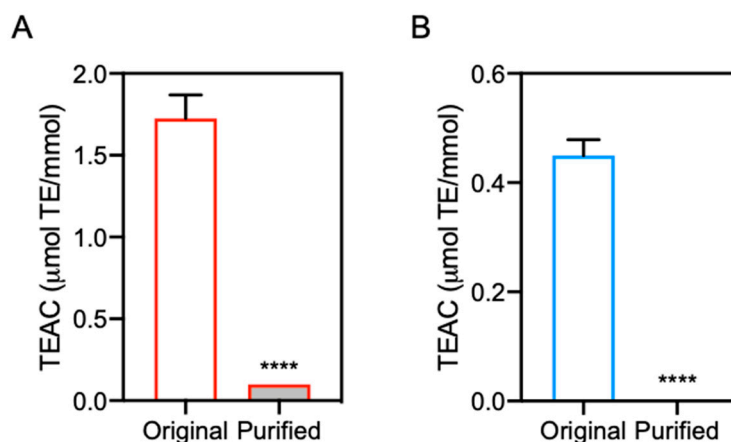 A
TEAC (μmol TE/mmol)
2.0
1.5
1.0
0.5
0.0
****
Original Purified
B
TEAC (μmol TE/mmol)
0.6
0.4
0.2
0.0
****
Original Purified